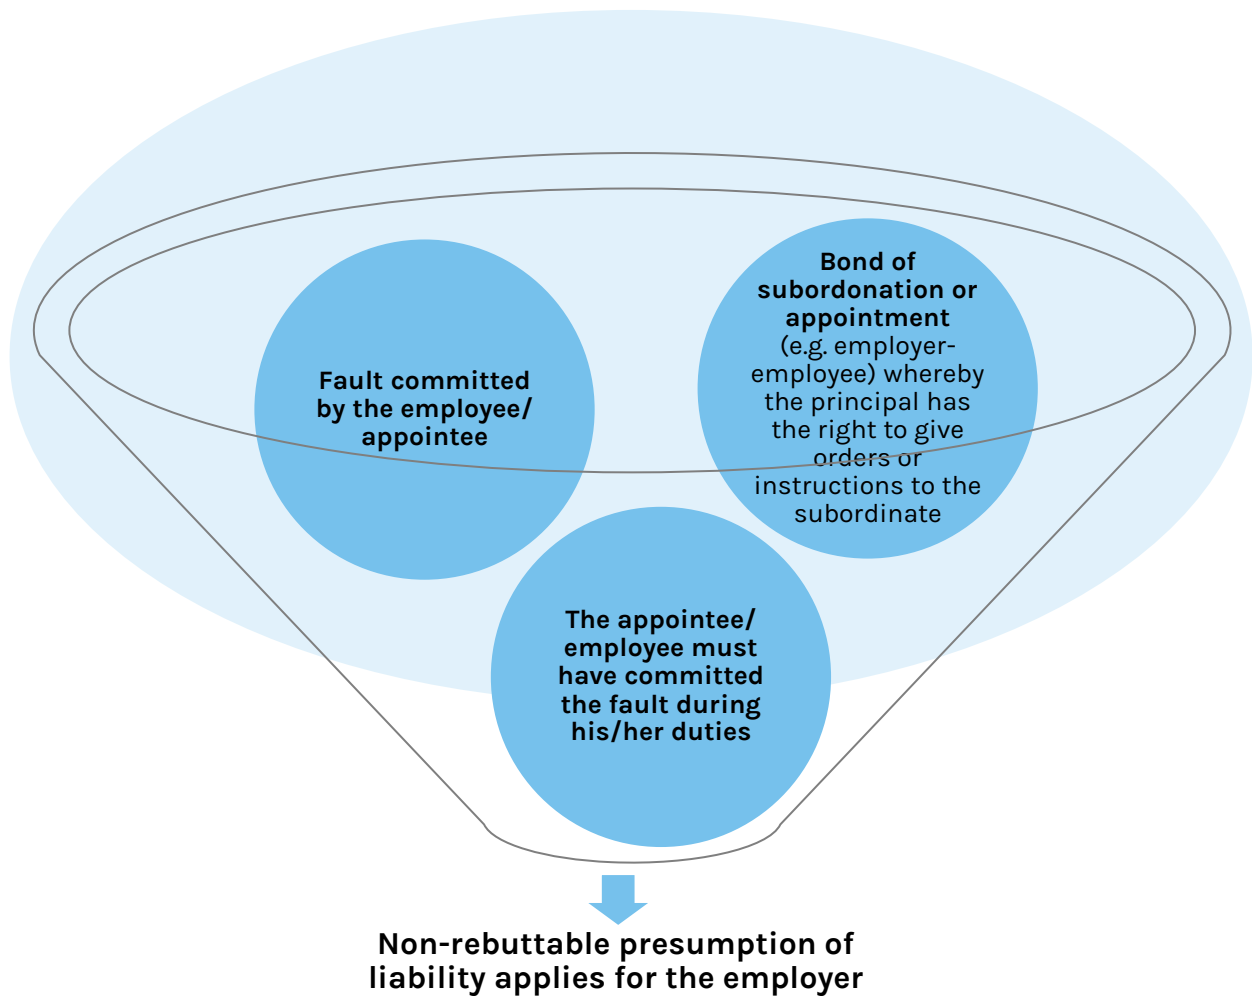 Fault committed
by the employee/
appointee
Bond of
subordonation or
appointment
(e.g. employer-
employee) whereby
the principal has
the right to give
orders or
instructions to the
subordinate
The appointee/
employee must
have committed
the fault during
his/her duties
Non-rebuttable presumption of
liability applies for the employer